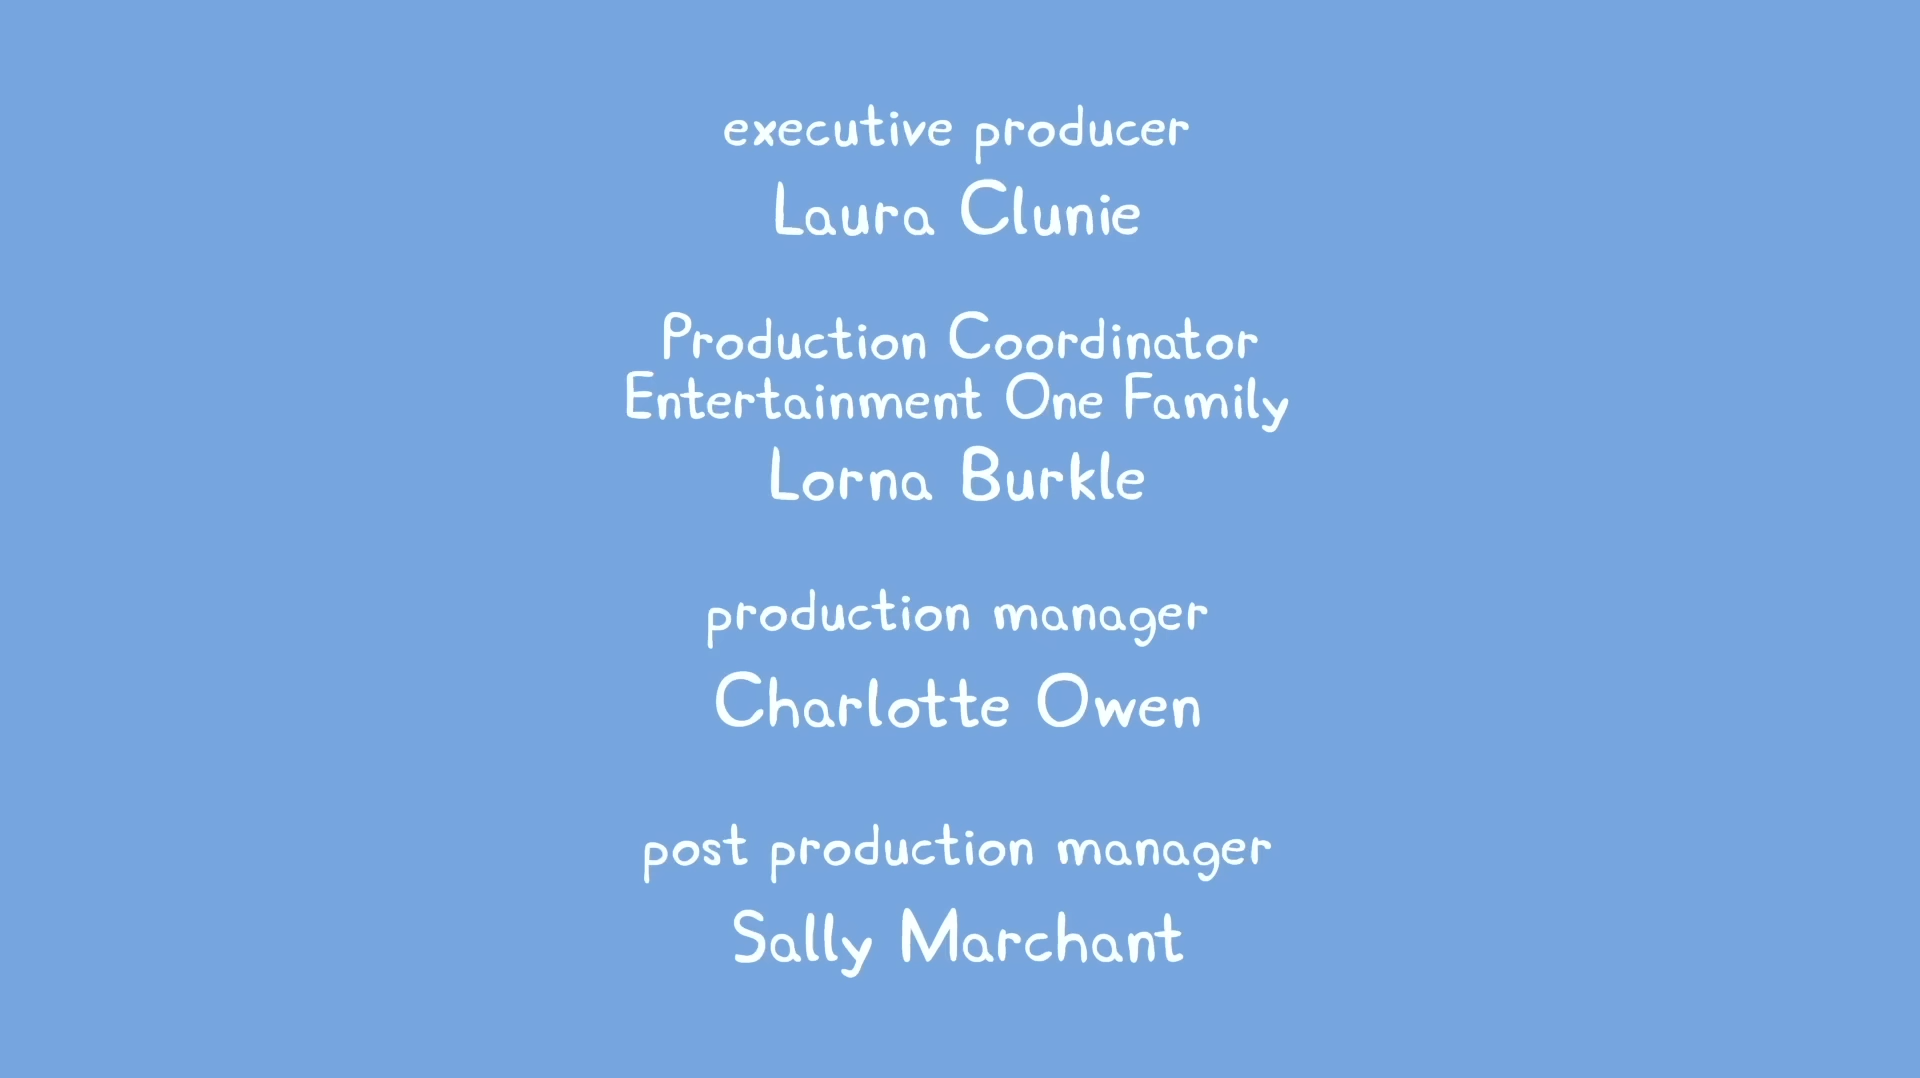 executive producer
Laura Clunie
Production Coordinator
Entertainment One Family
Lorna Burkle
production manager
Charlotte Owen
post production manager
Sally Marchant